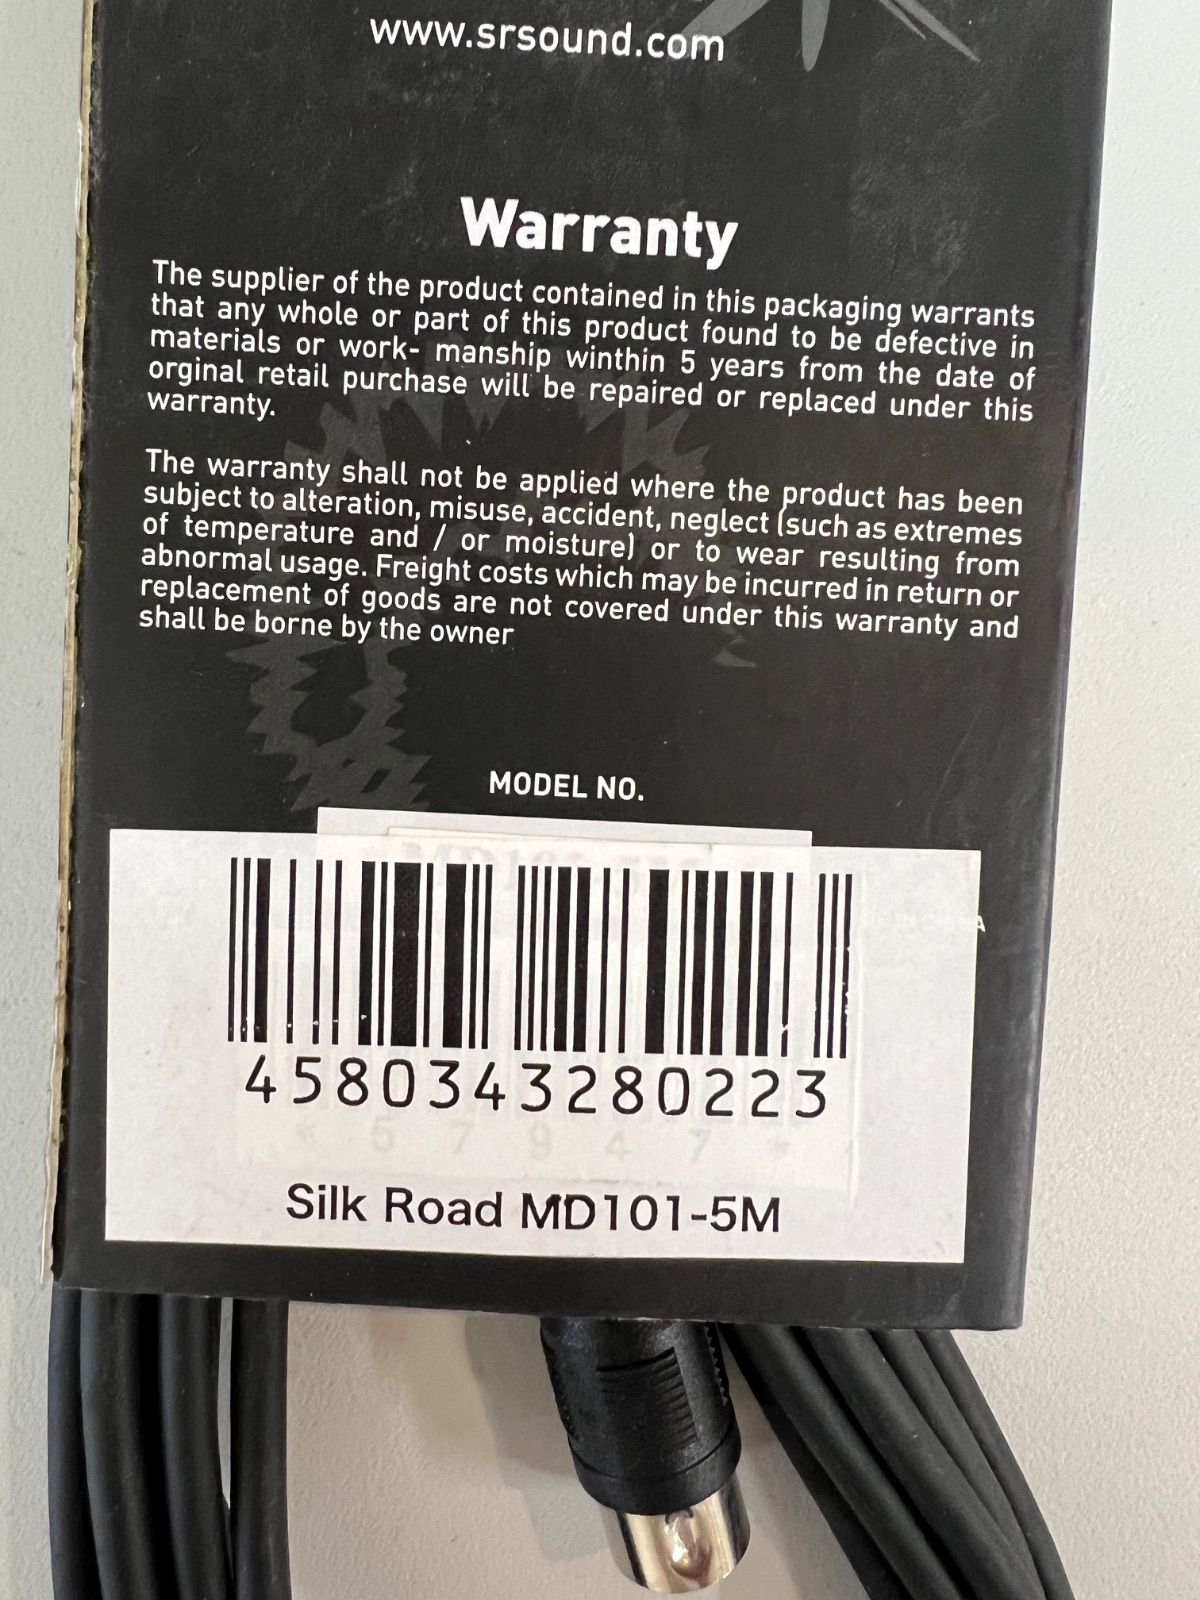 www.srsound.com
Warranty
The supplier of the product contained in this packaging warrants
that any whole or part of this product found to be defective in
materials or work- manship winthin 5 years from the date of
orginal retail purchase will be repaired or replaced under this
warranty.
The warranty shall not be applied where the product has been
subject to alteration, misuse, accident, neglect (such as extremes
of temperature and / or moisture) or to wear resulting from
abnormal usage. Freight costs which may be incurred in return or
replacement of goods are not covered under this warranty and
shall be borne by the owner
MODEL NO.
4580343280223
Silk Road MD101-5M